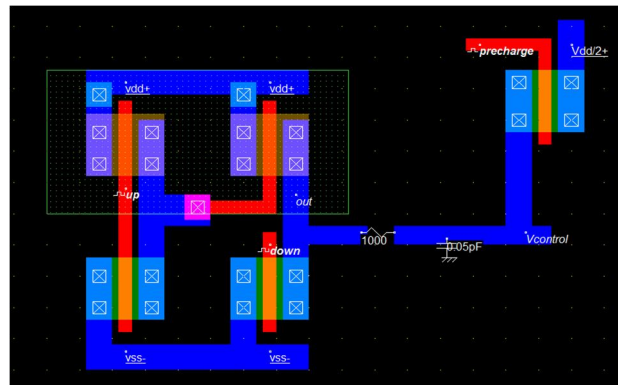 precharge
Vdd/2+
vdd+
vdd+
up
out
down
1000
0.05pF
Vcontrol
vss-
vss-